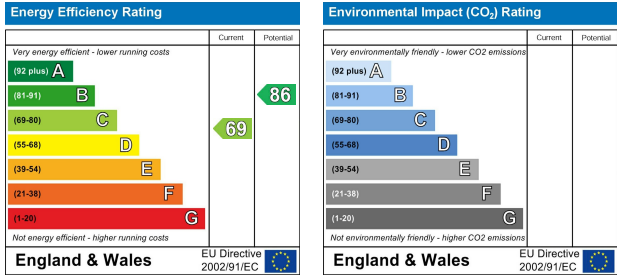 Energy Efficiency Rating
Current Potential
Very energy efficient - lower running costs
(92 plus) A
(81-91) B
(69-80) C
(55-68) D
(39-54) E
(21-38) F
(1-20) G
69
86
Not energy efficient - higher running costs
England & Wales
EU Directive
2002/91/EC
Environmental Impact (CO2) Rating
Current Potential
Very environmentally friendly - lower CO2 emissions
(92 plus) A
(81-91) B
(69-80) C
(55-68) D
(39-54) E
(21-38) F
(1-20) G
Not environmentally friendly - higher CO2 emissions
England & Wales
EU Directive
2002/91/EC